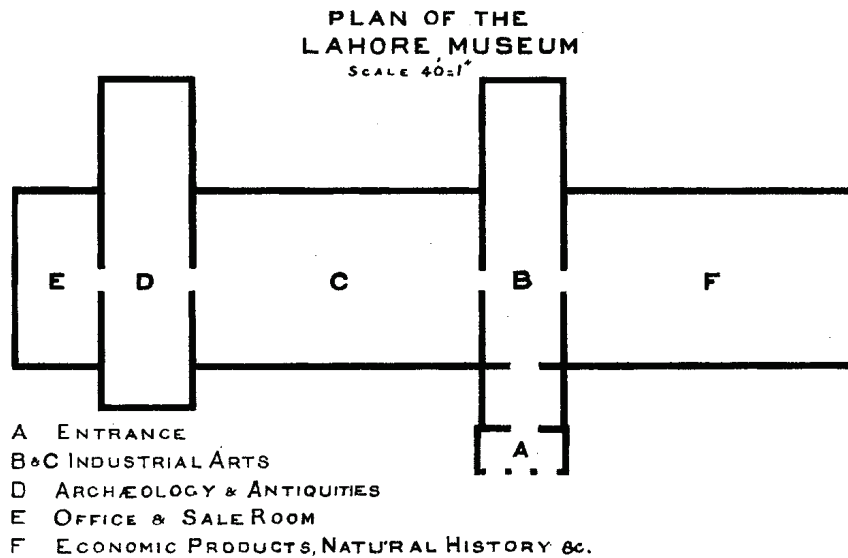 PLAN OF THE
LAHORE MUSEUM
SCALE 40'=1"
E D C B F
A
A ENTRANCE
B&C INDUSTRIAL ARTS
D ARCHÆOLOGY & ANTIQUITIES
E OFFICE & SALE ROOM
F ECONOMIC PRODUCTS, NATURAL HISTORY &c.